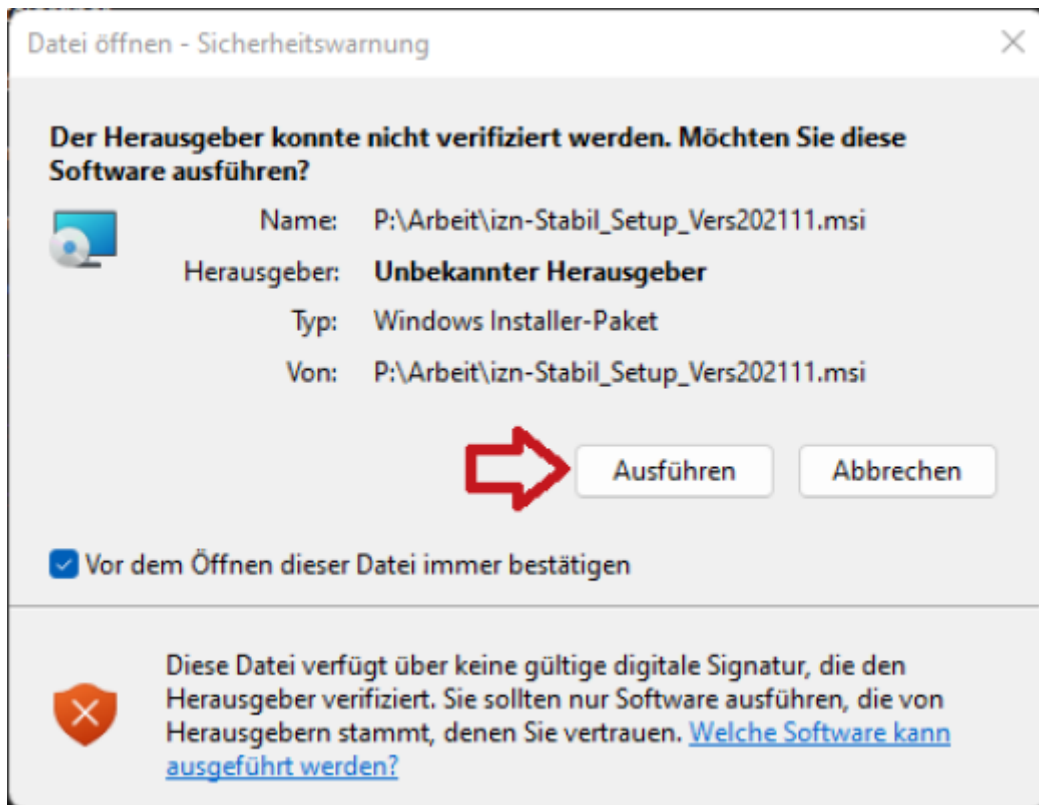 Datei öffnen - Sicherheitswarnung
Der Herausgeber konnte nicht verifiziert werden. Möchten Sie diese
Software ausführen?
Name: P:\Arbeit\izn-Stabil_Setup_Vers202111.msi
Herausgeber: Unbekannter Herausgeber
Typ: Windows Installer-Paket
Von: P:\Arbeit\izn-Stabil_Setup_Vers202111.msi
Ausführen Abbrechen
Vor dem Öffnen dieser Datei immer bestätigen
Diese Datei verfügt über keine gültige digitale Signatur, die den
Herausgeber verifiziert. Sie sollten nur Software ausführen, die von
Herausgebern stammt, denen Sie vertrauen. Welche Software kann
ausgeführt werden?